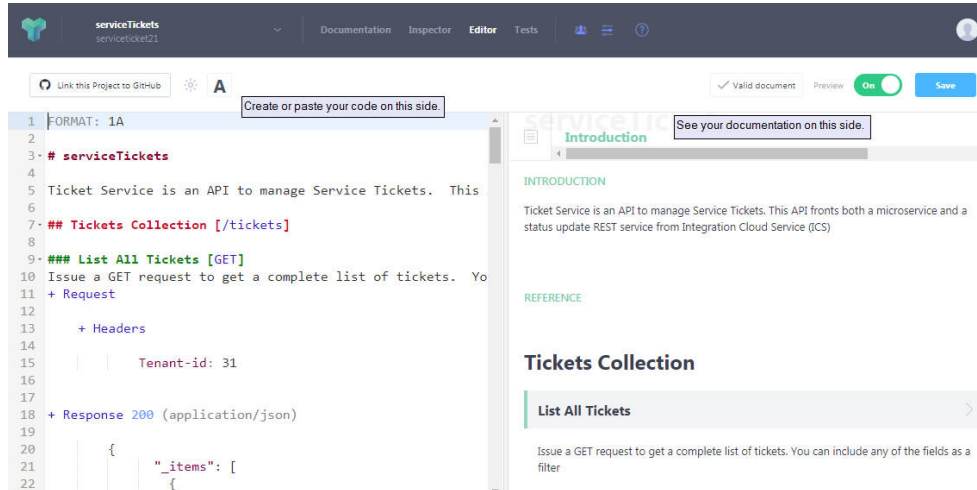 serviceTickets
serviceticket21
Documentation Inspector Editor Tests
Link this Project to GitHub
A
Valid document
Preview
On
Save
Create or paste your code on this side.
See your documentation on this side.
1 FORMAT: 1A
2
3 # serviceTickets
4
5 Ticket Service is an API to manage Service Tickets. This
6
7 ## Tickets Collection [/tickets]
8
9 ### List All Tickets [GET]
10 Issue a GET request to get a complete list of tickets. Yo
11 + Request
12
13 + Headers
14
15 Tenant-id: 31
16
17
18 + Response 200 (application/json)
19
20 {
21 "_items": [
22 {
Introduction
INTRODUCTION
Ticket Service is an API to manage Service Tickets. This API fronts both a microservice and a
status update REST service from Integration Cloud Service (ICS)
REFERENCE
Tickets Collection
List All Tickets
Issue a GET request to get a complete list of tickets. You can include any of the fields as a
filter